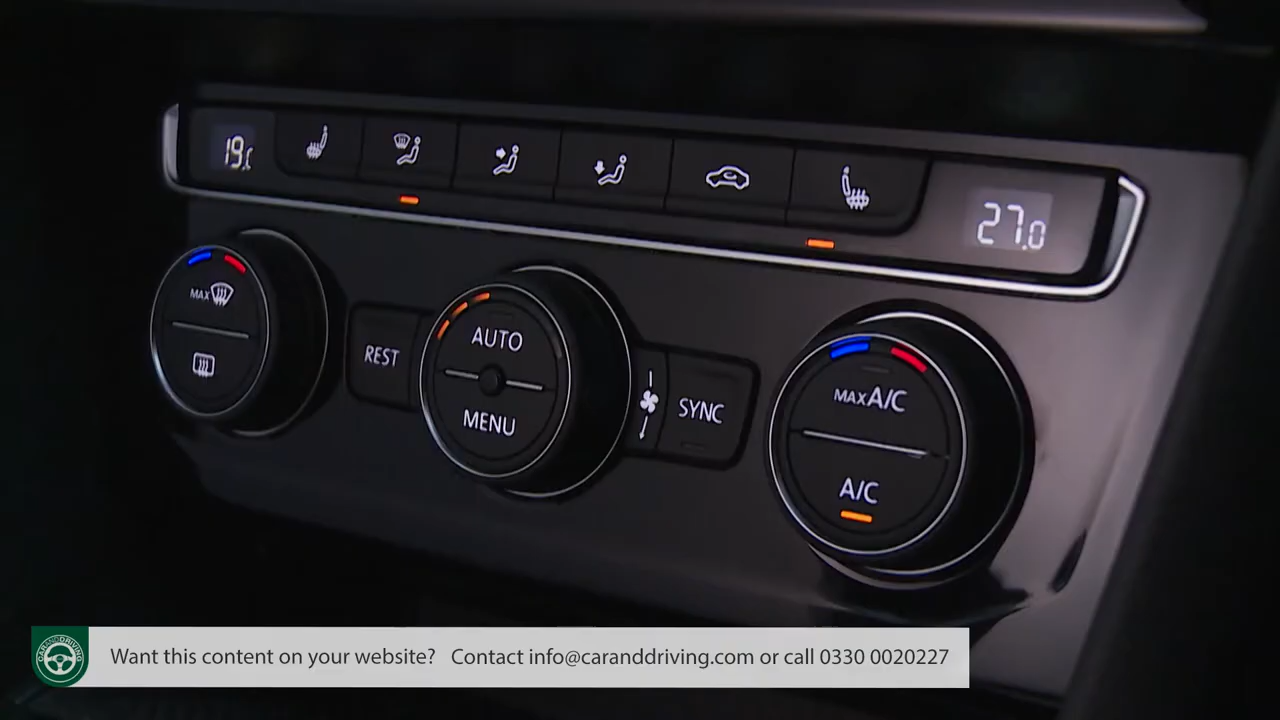 19.
27.0
MAX
REST
AUTO
MENU
SYNC
MAX A/C
A/C
CARANDDRIVING
Want this content on your website? Contact info@caranddriving.com or call 0330 0020227